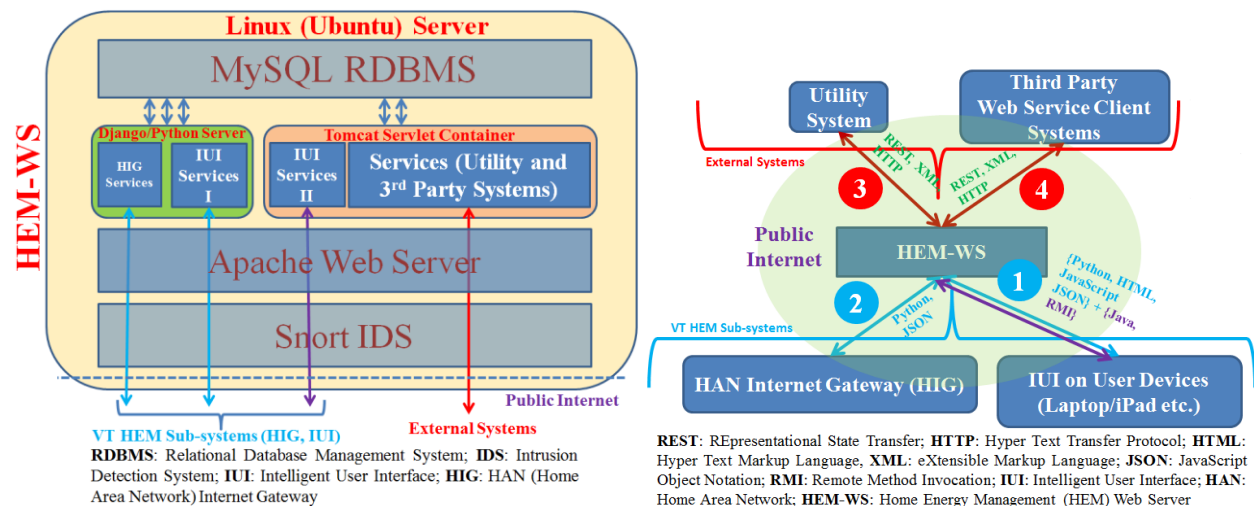 Linux (Ubuntu) Server
HEM-WS
MySQL RDBMS
Django/Python Server
HIG
Services
IUI
Services
I
Tomcat Servlet Container
IUI
Services
II
Services (Utility and
3rd Party Systems)
Apache Web Server
Snort IDS
Public Internet
VT HEM Sub-systems (HIG, IUI)
External Systems
RDBMS: Relational Database Management System; IDS: Intrusion
Detection System; IUI: Intelligent User Interface; HIG: HAN (Home
Area Network) Internet Gateway
Utility
System
Third Party
Web Service Client
Systems
External Systems
REST, XML,
HTTP
REST, XML,
HTTP
3
4
Public
Internet
HEM-WS
2
1
Python,
JSON
{Python, HTML,
JavaScript
JSON} + {Java,
RMI}
VT HEM Sub-systems
HAN Internet Gateway (HIG)
IUI on User Devices
(Laptop/iPad etc.)
REST: REpresentational State Transfer; HTTP: Hyper Text Transfer Protocol; HTML:
Hyper Text Markup Language, XML: eXtensible Markup Language; JSON: JavaScript
Object Notation; RMI: Remote Method Invocation; IUI: Intelligent User Interface; HAN:
Home Area Network; HEM-WS: Home Energy Management (HEM) Web Server